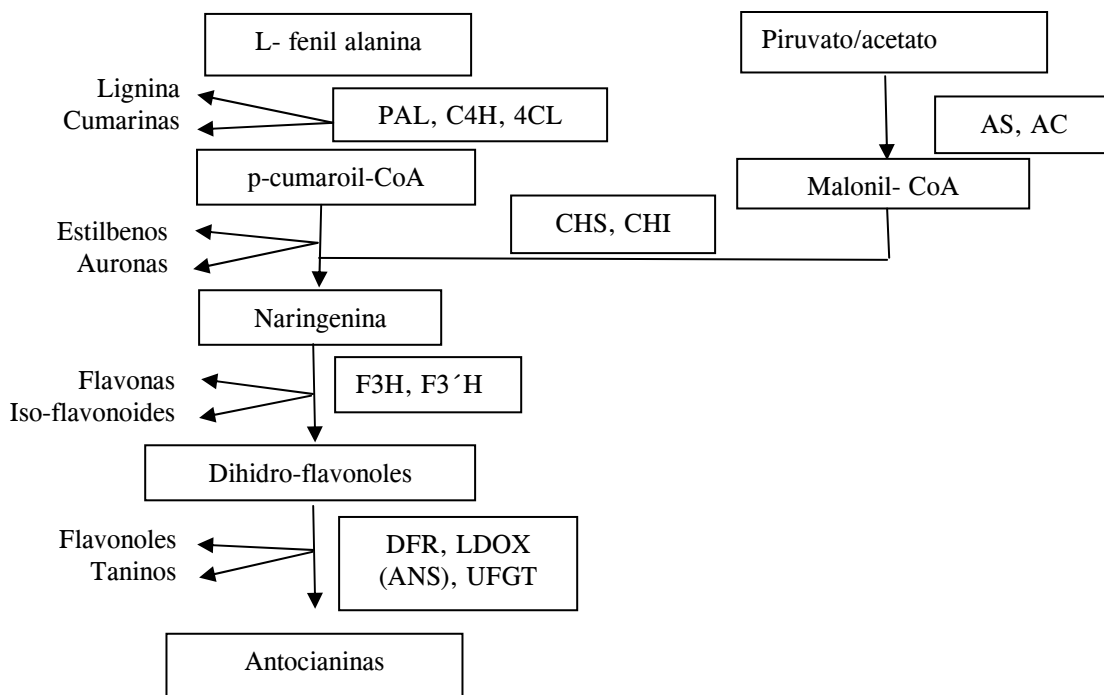 L- fenil alanina
Piruvato/acetato
Lignina
Cumarinas
PAL, C4H, 4CL
AS, AC
p-cumaroil-CoA
Malonil- CoA
CHS, CHI
Estilbenos
Auronas
Naringenina
Flavonas
Iso-flavonoides
F3H, F3´H
Dihidro-flavonoles
Flavonoles
Taninos
DFR, LDOX
(ANS), UFGT
Antocianinas